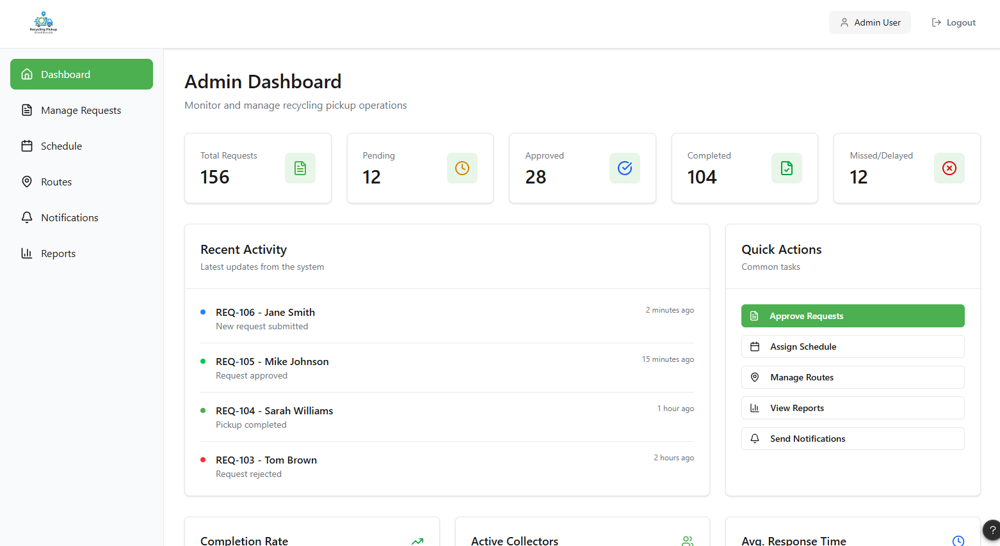 Recycling Pickup
SCHEDULER
Admin User
Logout
Dashboard
Manage Requests
Schedule
Routes
Notifications
Reports
Admin Dashboard
Monitor and manage recycling pickup operations
Total Requests
156
Pending
12
Approved
28
Completed
104
Missed/Delayed
12
Recent Activity
Latest updates from the system
REQ-106 - Jane Smith
2 minutes ago
New request submitted
REQ-105 - Mike Johnson
15 minutes ago
Request approved
REQ-104 - Sarah Williams
1 hour ago
Pickup completed
REQ-103 - Tom Brown
2 hours ago
Request rejected
Quick Actions
Common tasks
Approve Requests
Assign Schedule
Manage Routes
View Reports
Send Notifications
Completion Rate
Active Collectors
Avg. Response Time
?